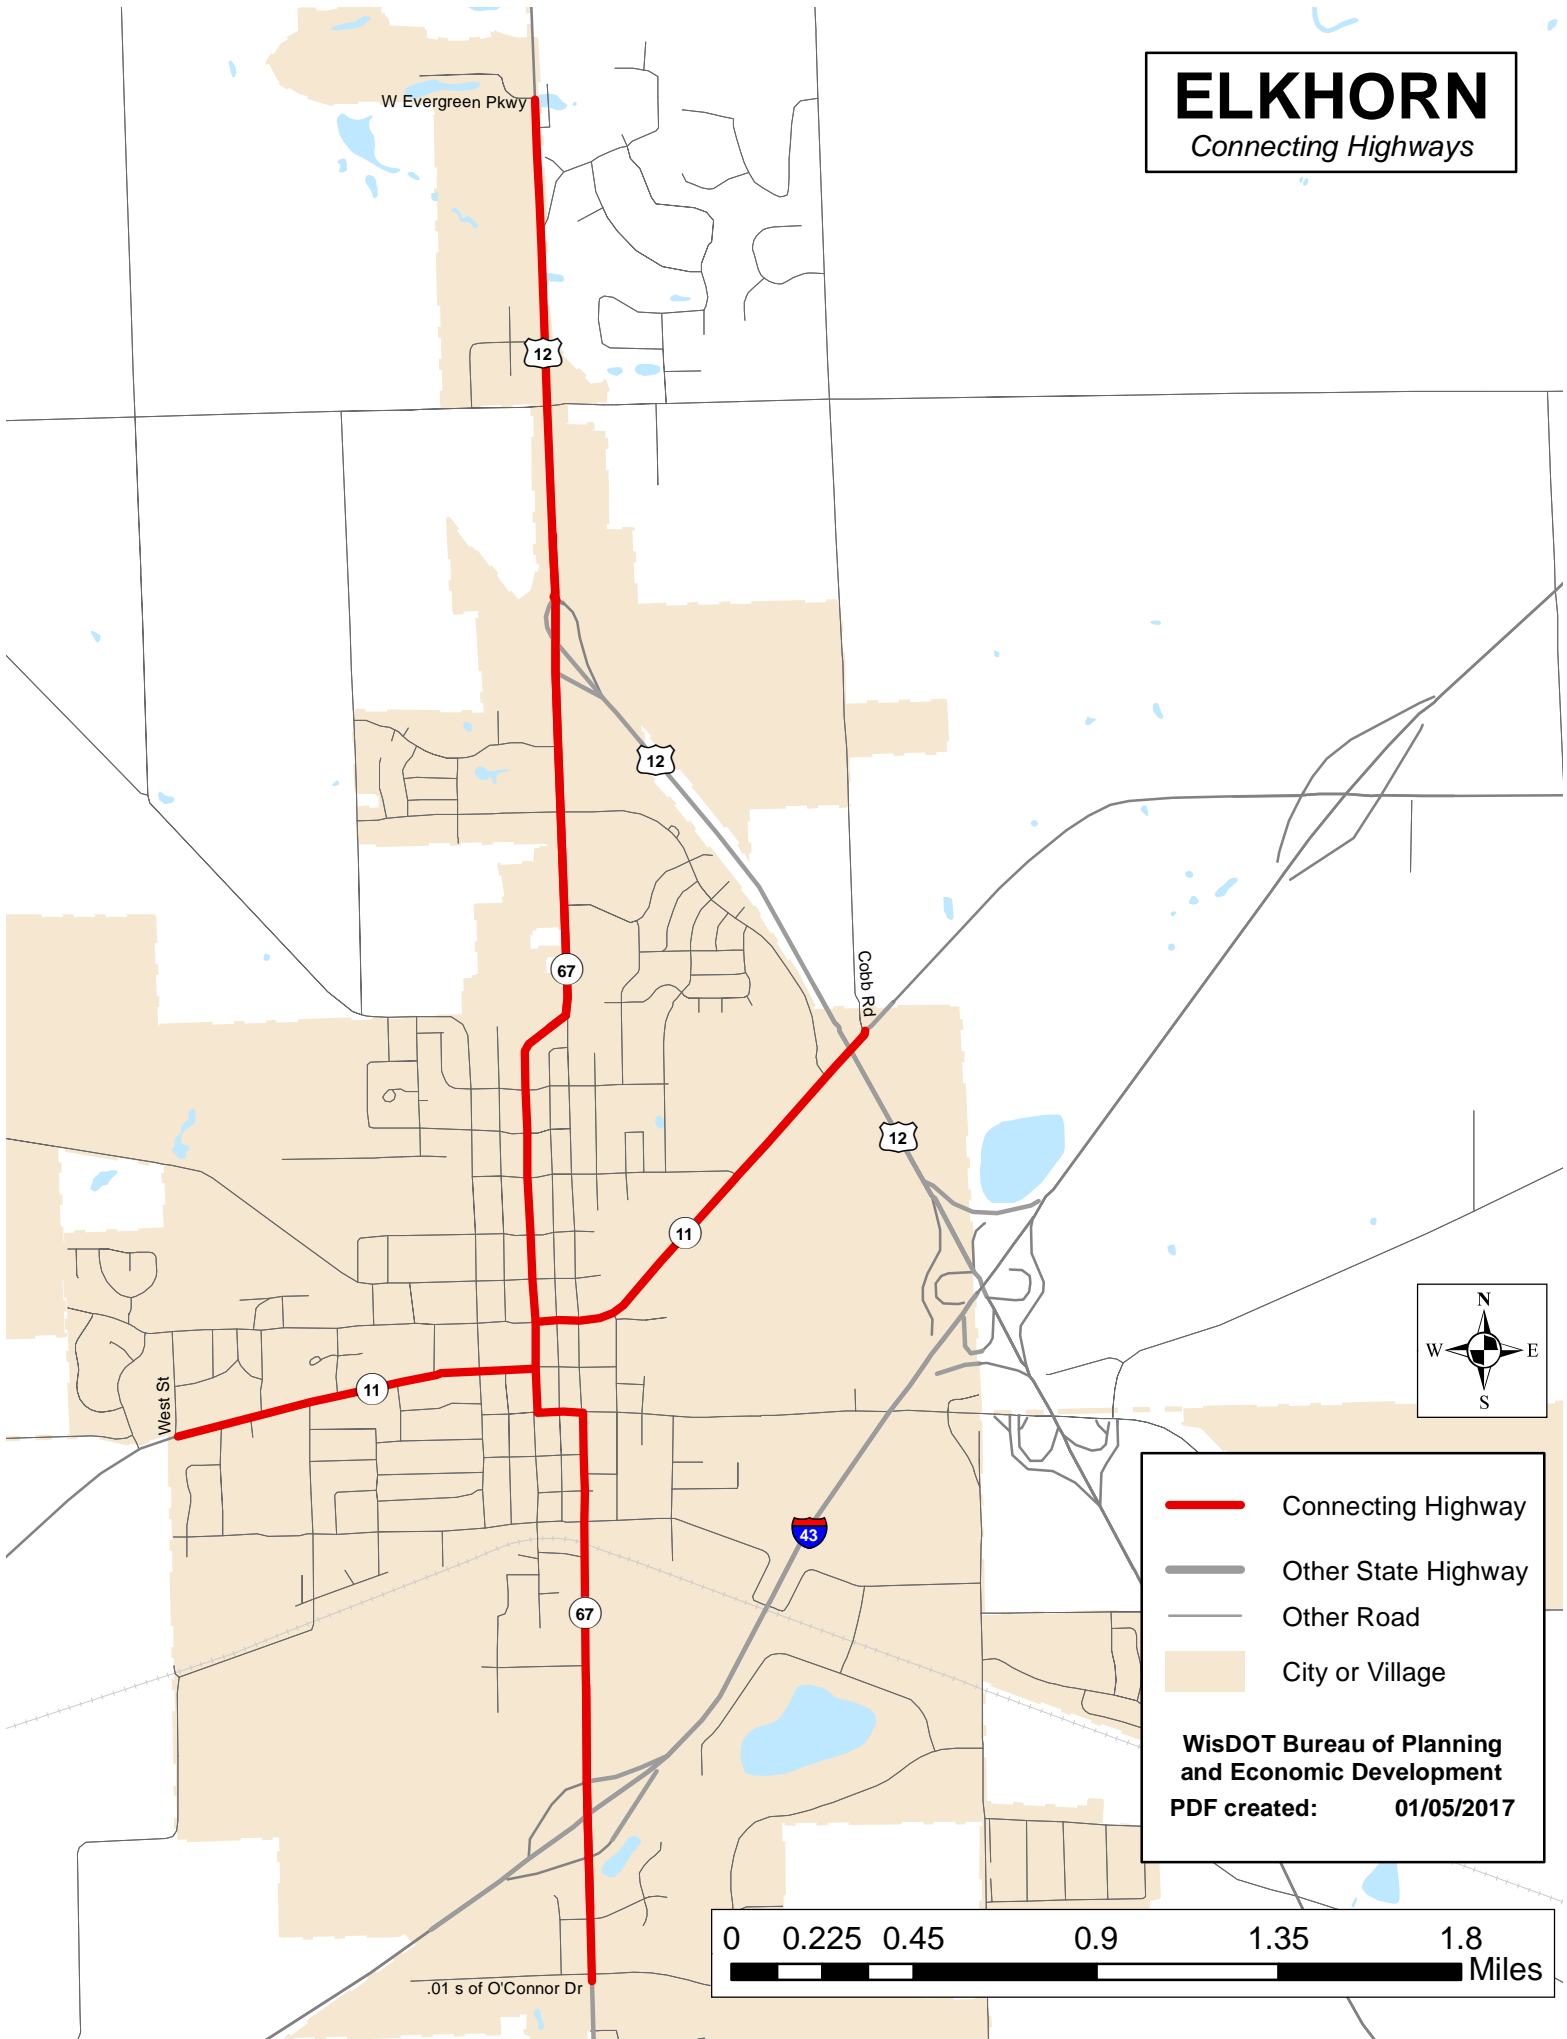 ELKHORN
Connecting Highways
W Evergreen Pkwy
12
12
67
Cobb Rd
12
11
N
W E
S
11
West St
43
67
Connecting Highway
Other State Highway
Other Road
City or Village
WisDOT Bureau of Planning
and Economic Development
PDF created: 01/05/2017
0 0.225 0.45 0.9 1.35 1.8
Miles
.01 s of O'Connor Dr